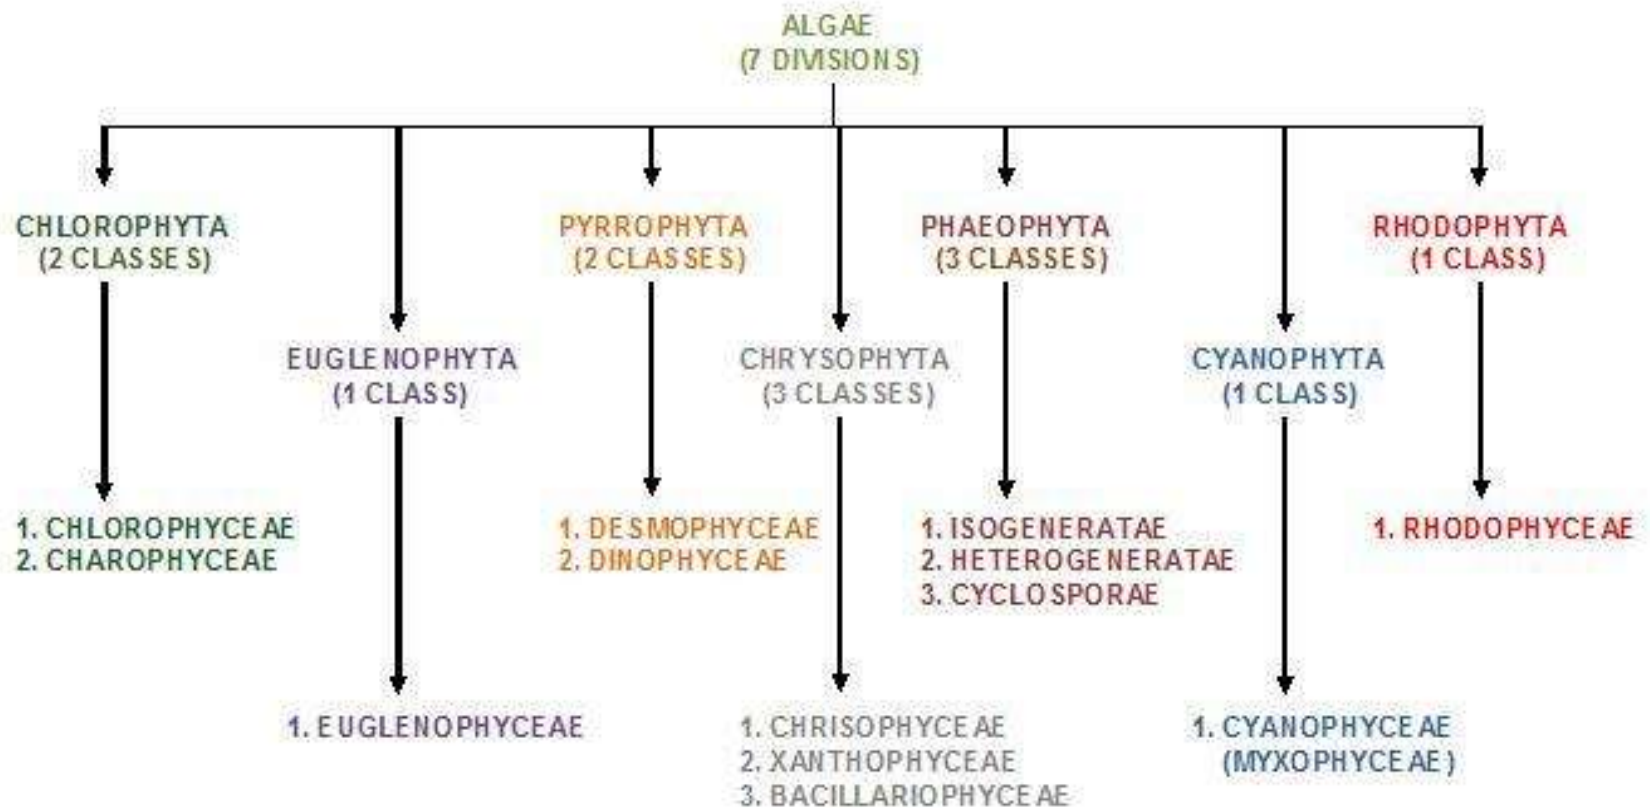 ALGAE
(7 DIVISIONS)
CHLOROPHYTA
(2 CLASSES)
PYRROPHYTA
(2 CLASSES)
PHAEOPHYTA
(3 CLASSES)
RHODOPHYTA
(1 CLASS)
EUGLENOPHYTA
(1 CLASS)
CHRYSOPHYTA
(3 CLASSES)
CYANOPHYTA
(1 CLASS)
1. CHLOROPHYCEAE
2. CHAROPHYCEAE
1. DESMOPHYCEAE
2. DINOPHYCEAE
1. ISOGENERATAE
2. HETEROGENERATAE
3. CYCLOSPORAE
1. RHODOPHYCEAE
1. EUGLENOPHYCEAE
1. CHRISOPHYCEAE
2. XANTHOPHYCEAE
3. BACILLARIOPHYCEAE
1. CYANOPHYCEAE
(MYXOPHYCEAE)